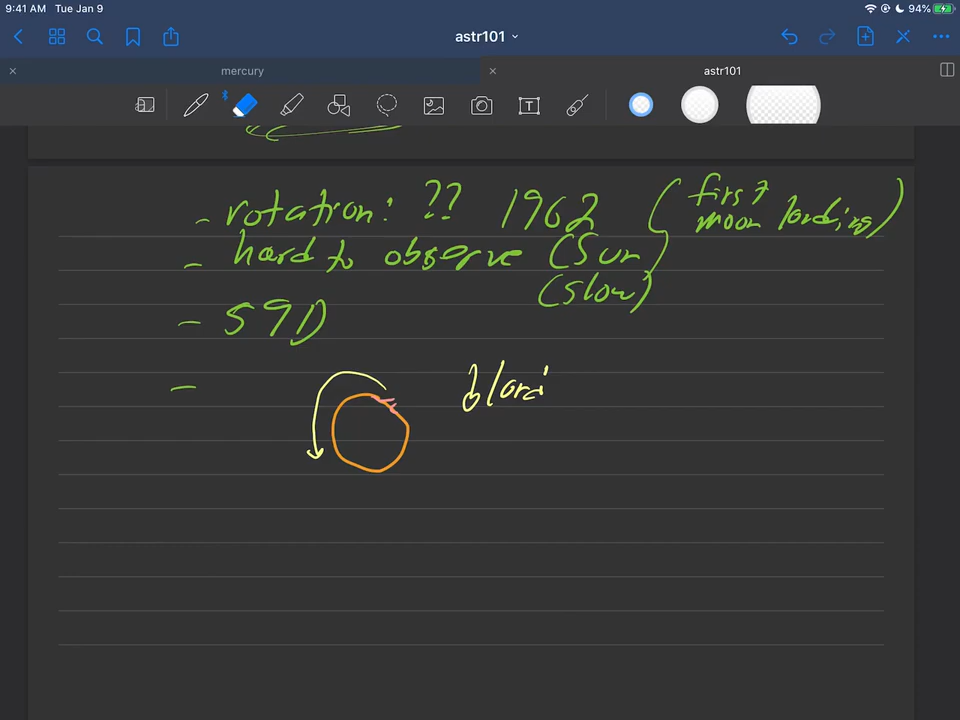 9:41 AM Tue Jan 9
94%
astr101
mercury
astr101
T
- rotation: ?? 1962 (first moon landing)
- hard to observe (Sun)
(slow)
- 59D
-